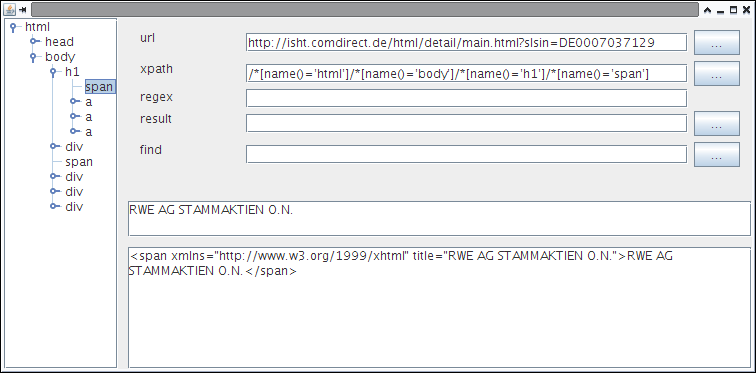 html
head
body
h1
span
a
a
a
div
span
div
div
div
url
http://isht.comdirect.de/html/detail/main.html?sIsin=DE0007037129
...
xpath
/*[name()='html']/*[name()='body']/*[name()='h1']/*[name()='span']
...
regex
result
...
find
...
RWE AG STAMMAKTIEN O.N.
<span xmlns="http://www.w3.org/1999/xhtml" title="RWE AG STAMMAKTIEN O.N.">RWE AG
STAMMAKTIEN O.N.</span>